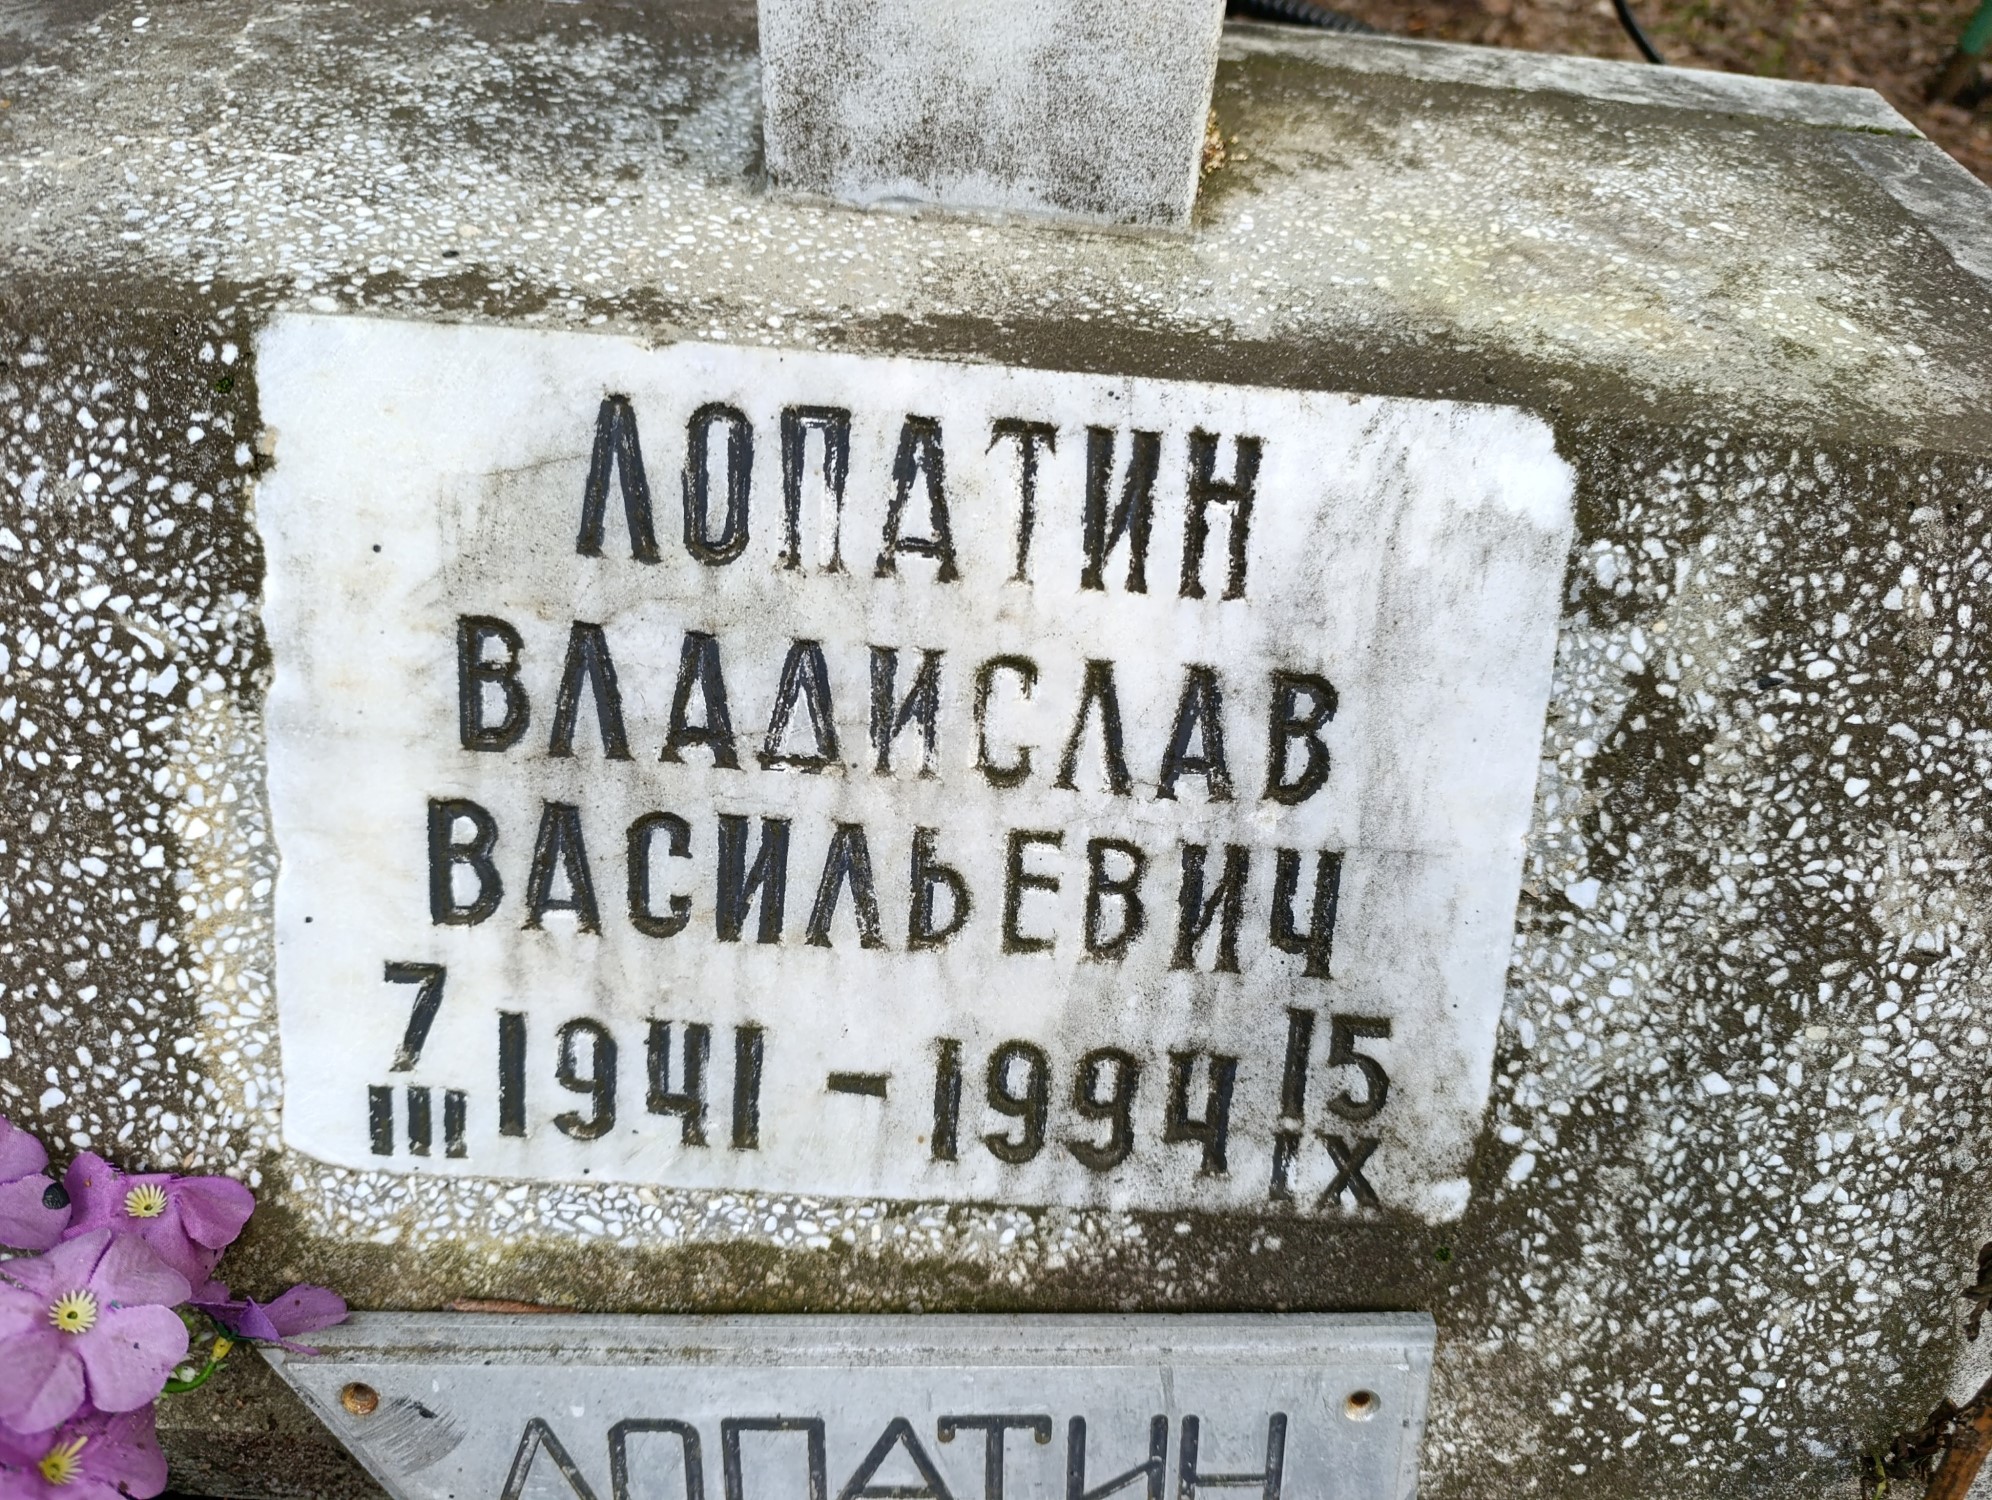 ЛОПАТИН
ВЛАДИСЛАВ
ВАСИЛЬЕВИЧ
7 III 1941 - 1994 15 IX
ЛОПАТИН